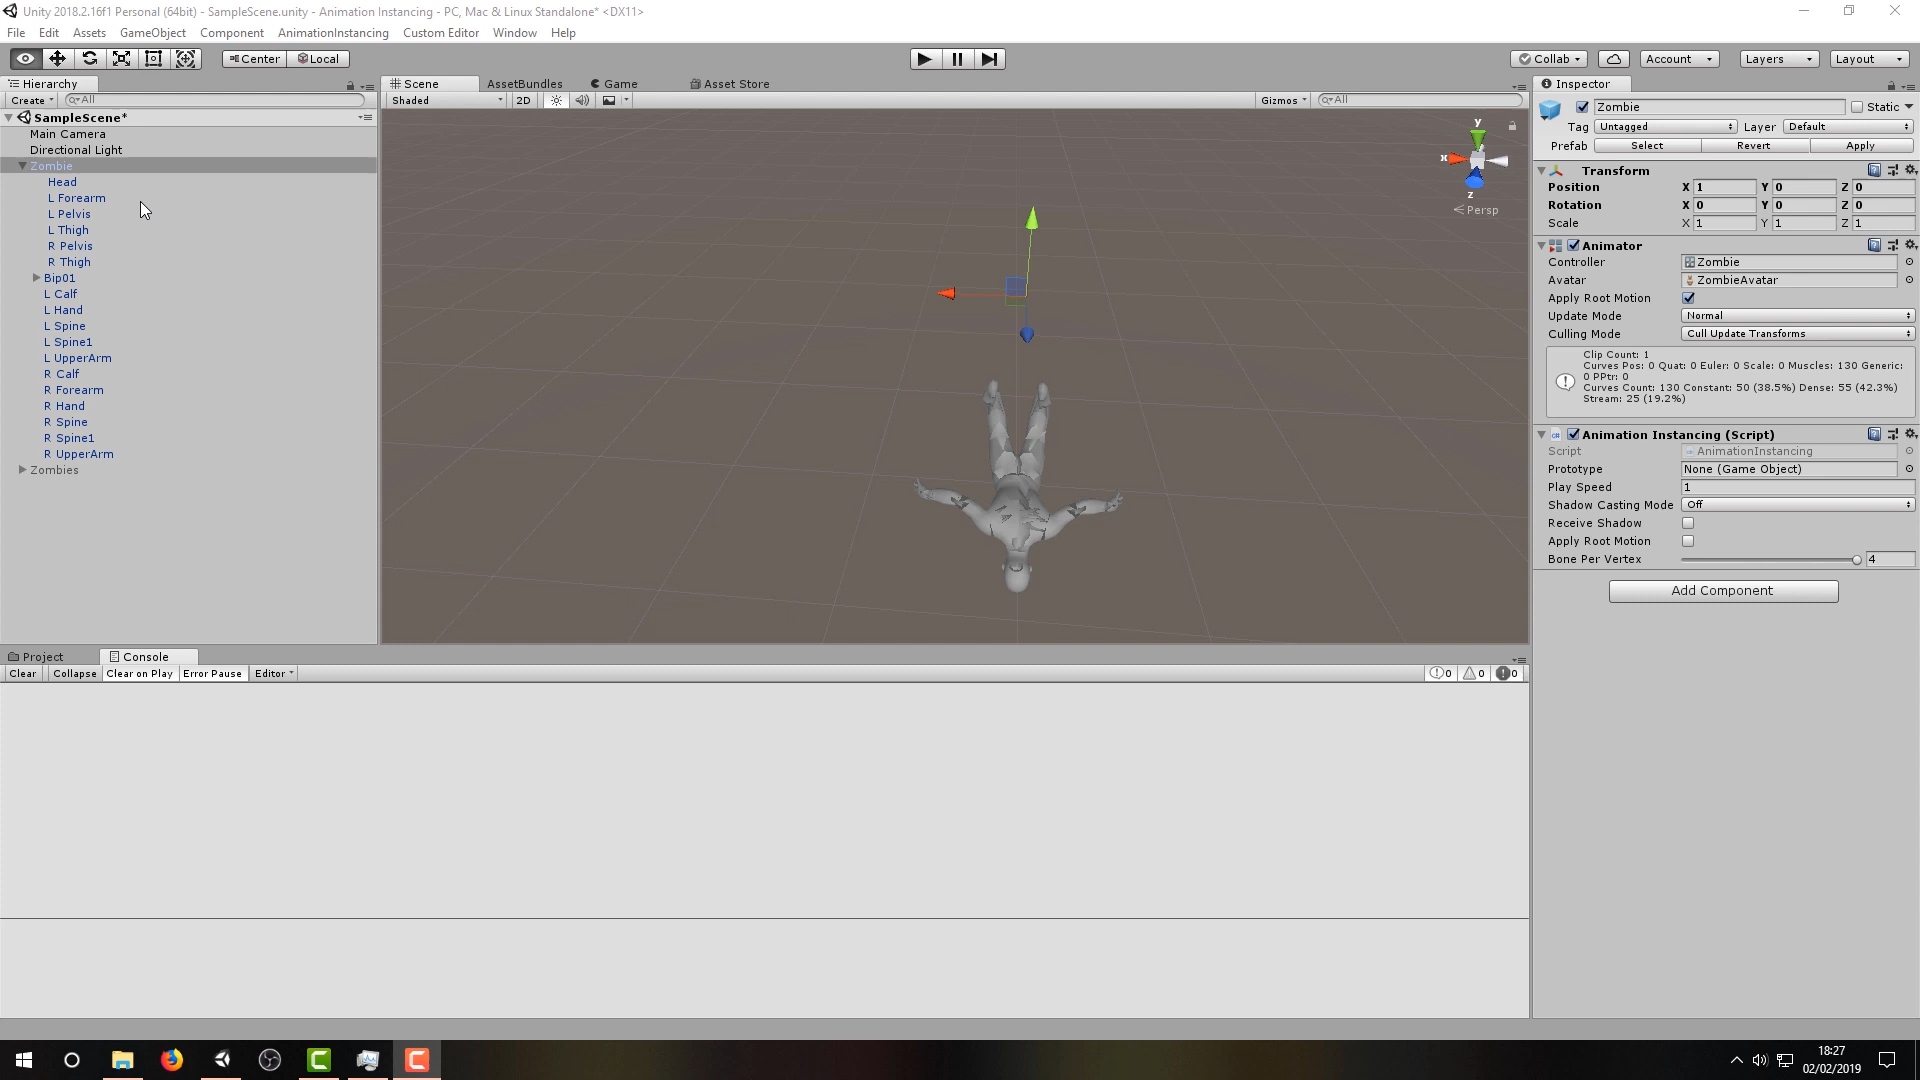 Unity 2018.2.16f1 Personal (64bit) - SampleScene.unity - Animation Instancing - PC, Mac & Linux Standalone* <DX11>
File Edit Assets GameObject Component AnimationInstancing Custom Editor Window Help
Center Local Collab Account Layers Layout
Hierarchy
Create All
SampleScene*
Main Camera
Directional Light
Zombie
Head
L Forearm
L Pelvis
L Thigh
R Pelvis
R Thigh
Bip01
L Calf
L Hand
L Spine
L Spine1
L UpperArm
R Calf
R Forearm
R Hand
R Spine
R Spine1
R UpperArm
Zombies
Scene AssetBundles Game Asset Store
Shaded 2D Gizmos All
y
x
z
Persp
Inspector
Zombie Static
Tag Untagged Layer Default
Prefab Select Revert Apply
Transform
Position X 1 Y 0 Z 0
Rotation X 0 Y 0 Z 0
Scale X 1 Y 1 Z 1
Animator
Controller Zombie
Avatar ZombieAvatar
Apply Root Motion
Update Mode Normal
Culling Mode Cull Update Transforms
Clip Count: 1
Curves Pos: 0 Quat: 0 Euler: 0 Scale: 0 Muscles: 130 Generic:
0 PPtr: 0
Curves Count: 130 Constant: 50 (38.5%) Dense: 55 (42.3%)
Stream: 25 (19.2%)
Animation Instancing (Script)
Script AnimationInstancing
Prototype None (Game Object)
Play Speed 1
Shadow Casting Mode Off
Receive Shadow
Apply Root Motion
Bone Per Vertex 4
Add Component
Project Console
Clear Collapse Clear on Play Error Pause Editor 0 0 0
18:27
02/02/2019